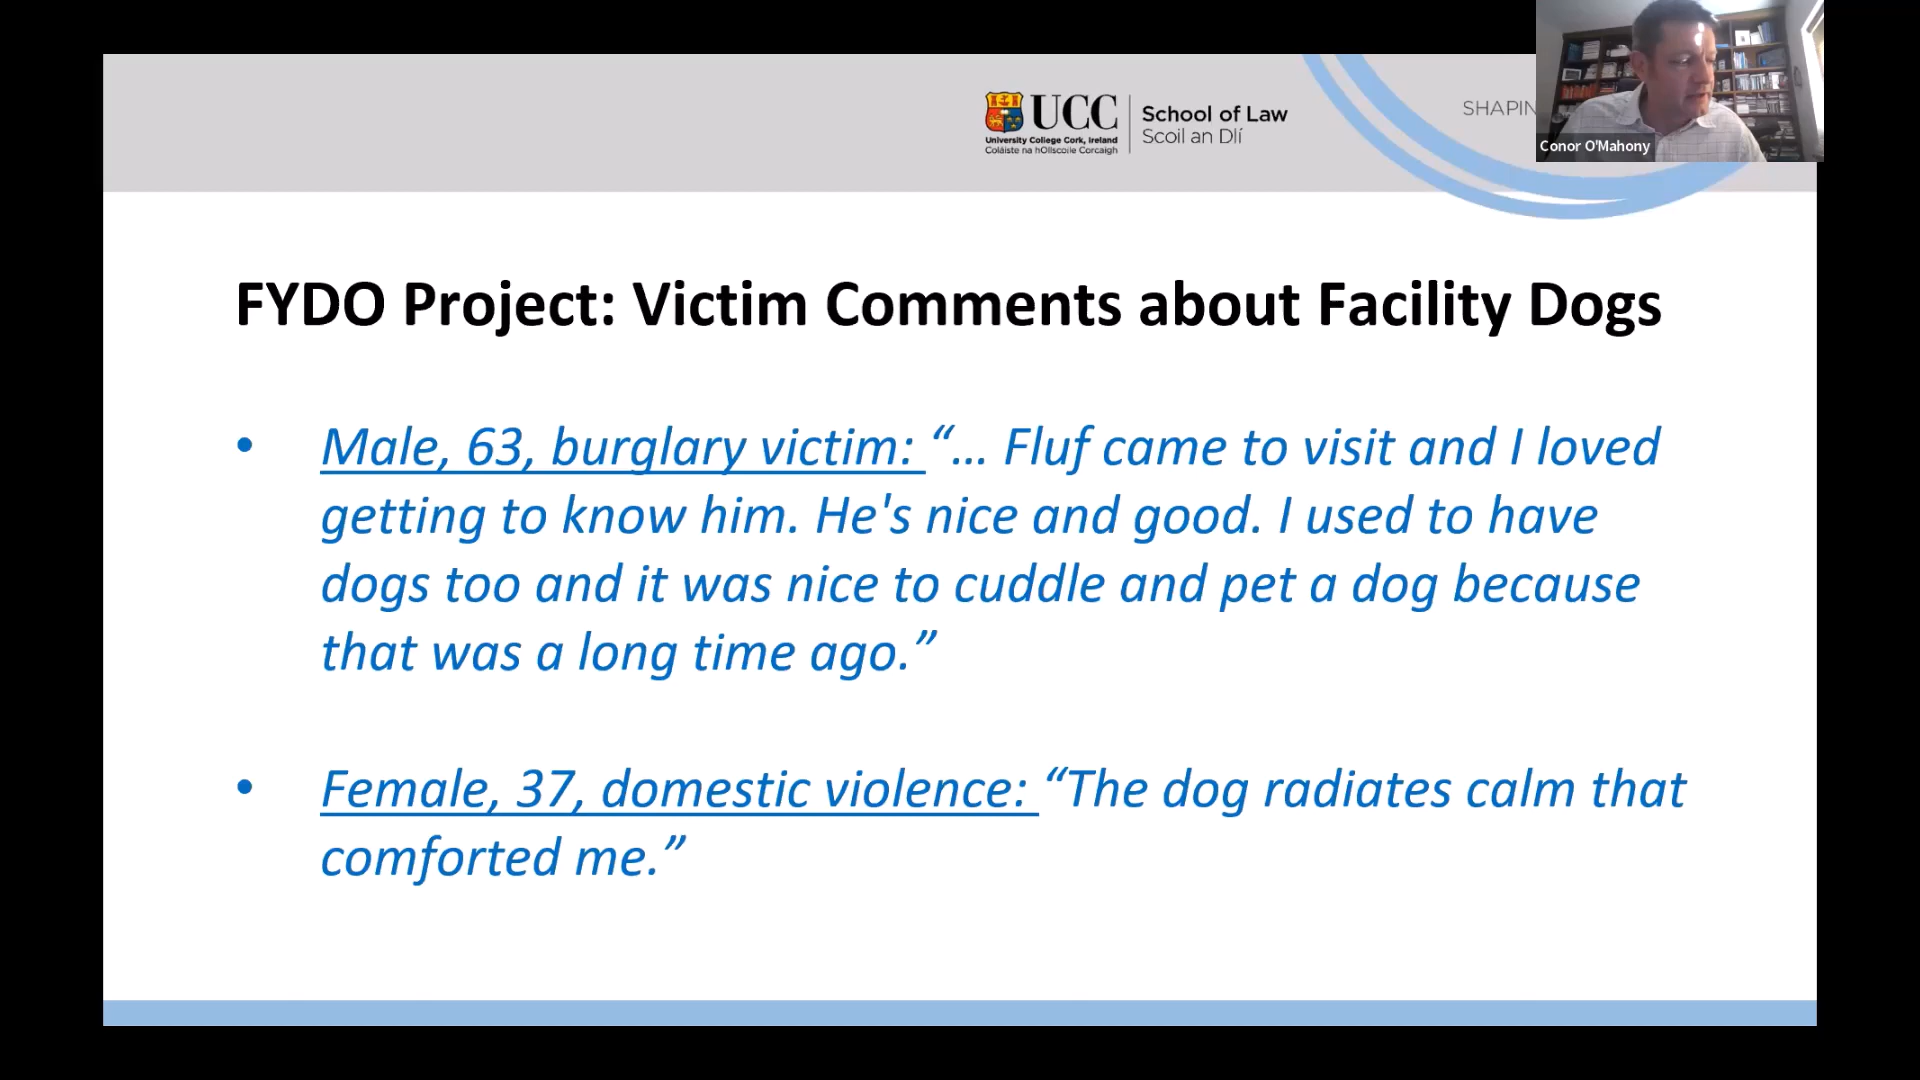 UCC
University College Cork, Ireland
Coláiste na hOllscoile Corcaigh
School of Law
Scoil an Dlí
SHAPIN
Conor O'Mahony
FYDO Project: Victim Comments about Facility Dogs
• Male, 63, burglary victim: “… Fluf came to visit and I loved
getting to know him. He's nice and good. I used to have
dogs too and it was nice to cuddle and pet a dog because
that was a long time ago.”
• Female, 37, domestic violence: “The dog radiates calm that
comforted me.”